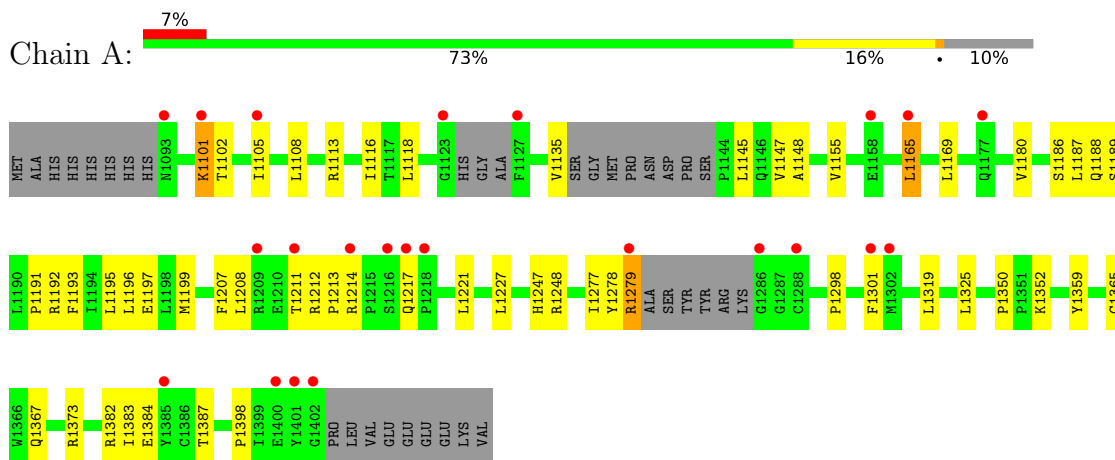 7%
Chain A:
73% 16% • 10%
MET ALA HIS HIS HIS HIS HIS HIS N1093 K1101 T1102 I1105 L1108 R1113 I1116 T1117 L1118 G1123 HIS GLY ALA F1127 V1135 SER GLY MET PRO ASN ASP PRO SER P1144 L1145 Q1146 V1147 A1148 V1155 E1158 L1165 L1169 Q1177 V1180 S1186 L1187 Q1188 S1189
L1190 P1191 R1192 F1193 I1194 L1195 L1196 E1197 L1198 M1199 F1207 L1208 R1209 E1210 T1211 R1212 P1213 R1214 P1215 S1216 Q1217 P1218 L1221 L1227 H1247 R1248 I1277 Y1278 R1279 ALA SER TYR TYR ARG LYS G1286 G1287 C1288 P1298 F1301 M1302 L1319 L1325 P1350 P1351 K1352 Y1359 G1365
W1366 Q1367 R1373 R1382 I1383 E1384 Y1385 C1386 T1387 P1398 I1399 E1400 Y1401 G1402 PRO LEU VAL GLU GLU GLU GLU LYS VAL